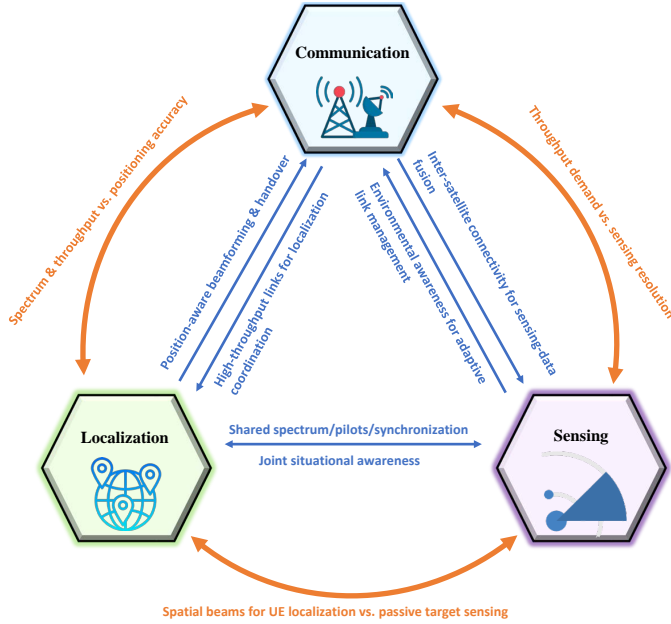 Communication
Spectrum & throughput vs. positioning accuracy
Throughput demand vs. sensing resolution
Position-aware beamforming & handover
High-throughput links for localization
coordination
Environmental awareness for adaptive
link management
Inter-satellite connectivity for sensing-data
fusion
Localization
Shared spectrum/pilots/synchronization
Joint situational awareness
Sensing
Spatial beams for UE localization vs. passive target sensing